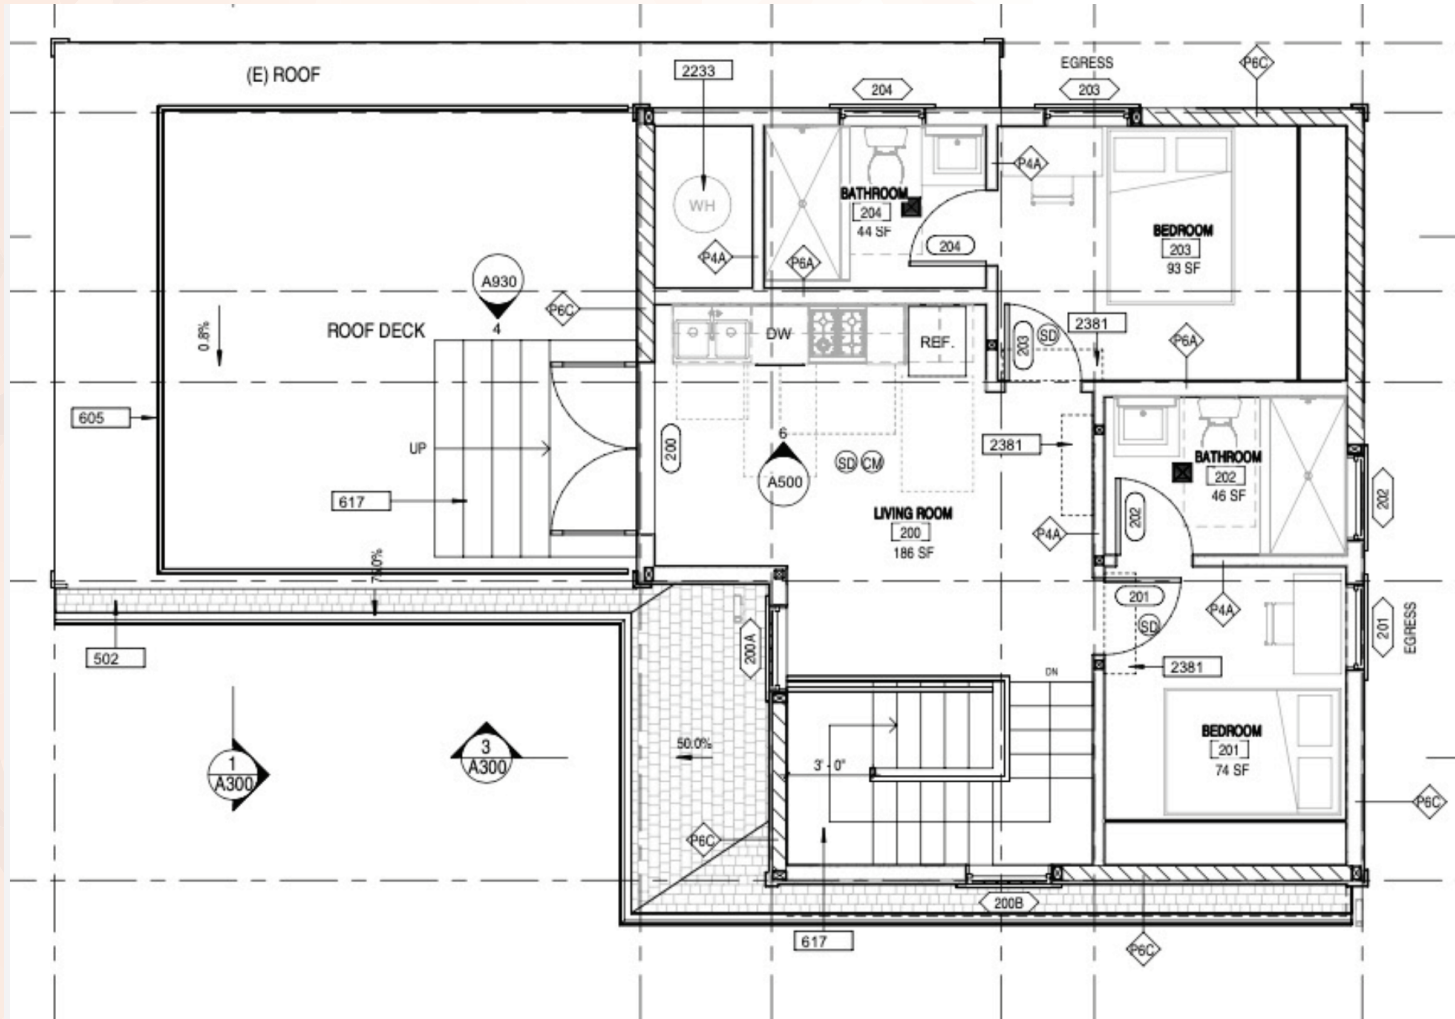 (E) ROOF
2233
EGRESS
P6C
204
203
P4A
BATHROOM
204
44 SF
WH
204
BEDROOM
203
93 SF
P4A
P6A
A930
4
P6C
0.8%
ROOF DECK
DW
REF.
203
SD
2381
P6A
605
UP
200
6
A500
SD
CM
2381
BATHROOM
202
46 SF
202
617
LIVING ROOM
200
186 SF
P4A
202
201
SD
P4A
201
EGRESS
502
200A
2381
DN
1
A300
3
A300
50.0%
3' - 0"
BEDROOM
201
74 SF
P6C
P6C
200B
617
P6C